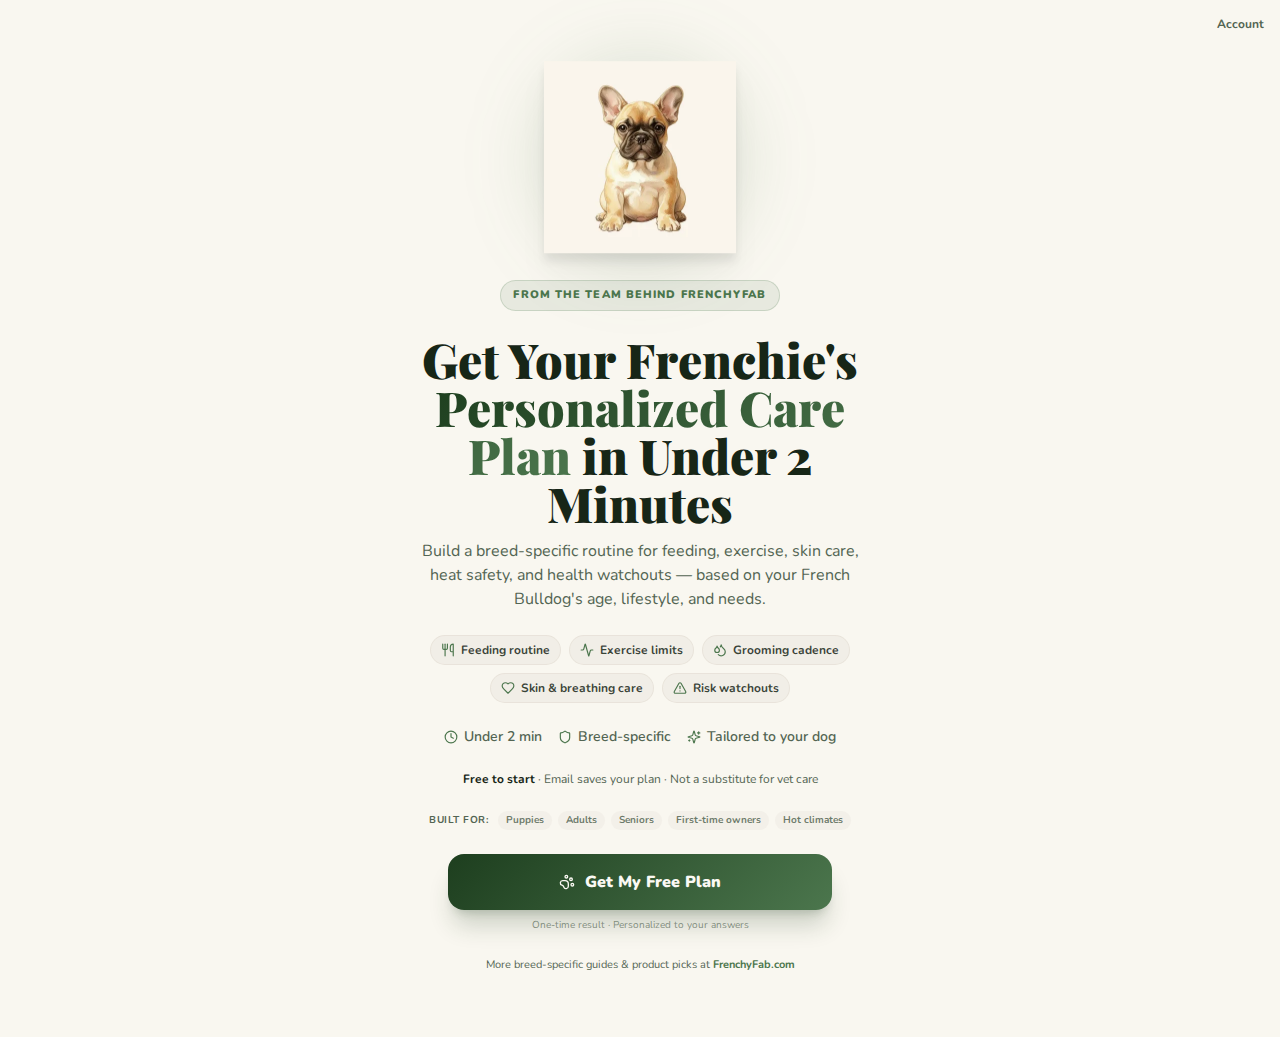 Account
FROM THE TEAM BEHIND FRENCHYFAB
Get Your Frenchie's
Personalized Care
Plan in Under 2
Minutes
Build a breed-specific routine for feeding, exercise, skin care,
heat safety, and health watchouts — based on your French
Bulldog's age, lifestyle, and needs.
Feeding routine Exercise limits Grooming cadence
Skin & breathing care Risk watchouts
Under 2 min Breed-specific Tailored to your dog
Free to start · Email saves your plan · Not a substitute for vet care
BUILT FOR: Puppies Adults Seniors First-time owners Hot climates
Get My Free Plan
One-time result · Personalized to your answers
More breed-specific guides & product picks at FrenchyFab.com